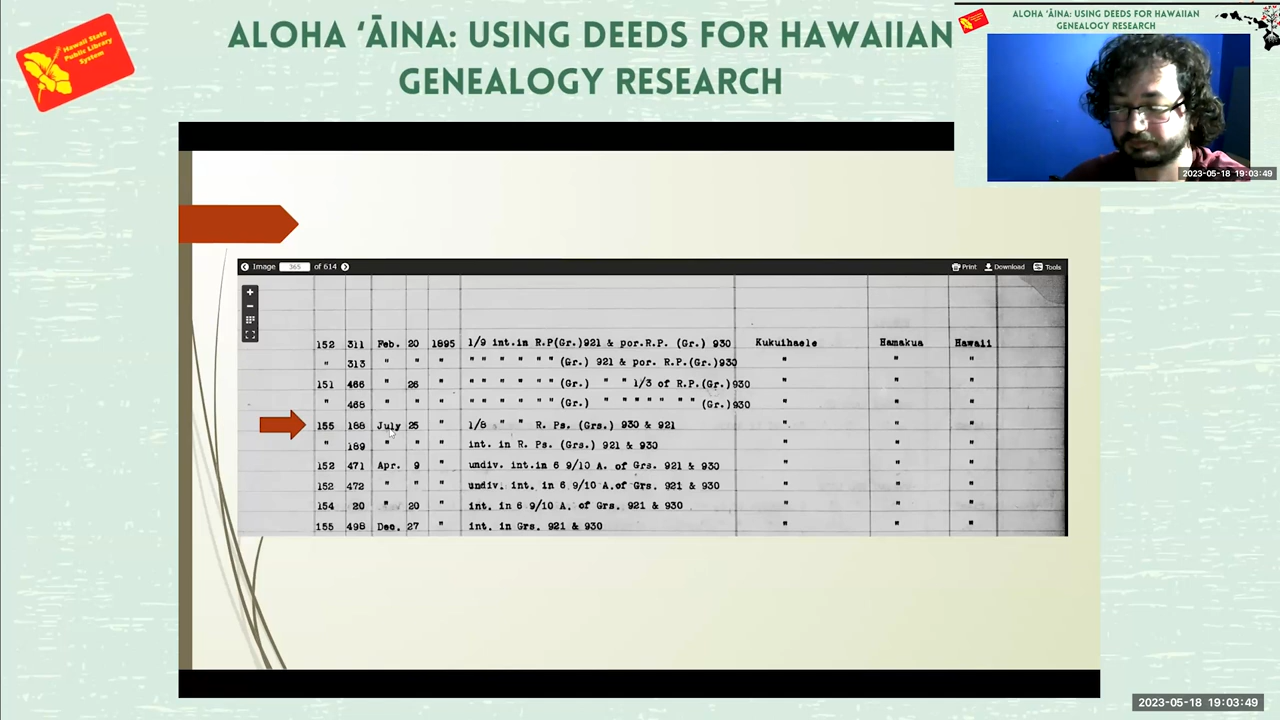 Hawaii State
Public Library
System
ALOHA ʻĀINA: USING DEEDS FOR HAWAIIAN
GENEALOGY RESEARCH
ALOHA ʻĀINA: USING DEEDS FOR HAWAIIAN
GENEALOGY RESEARCH
2023-05-18 19:03:49
Image 365 of 614 Print Download Tools
152 311 Feb. 20 1895 1/9 int.in R.P(Gr.)921 & por.R.P. (Gr.) 930 Kukuihaele Hamakua Hawaii
" 313 " " " " " " " " " (Gr.) 921 & por. R.P.(Gr.)930 " " "
151 466 " 26 " " " " " " " (Gr.) " " 1/3 of R.P.(Gr.)930 " " "
" 468 " " " " " " " " " (Gr.) " " " " " " (Gr.)930 " " "
155 188 July 25 " 1/8 " " R. Ps. (Grs.) 930 & 921 " " "
" 189 " " " int. in R. Ps. (Grs.) 921 & 930 " " "
152 471 Apr. 9 " undiv. int.in 6 9/10 A. of Grs. 921 & 930 " " "
152 472 " " " undiv. int. in 6 9/10 A.of Grs. 921 & 930 " " "
154 20 " 20 " int. in 6 9/10 A. of Grs. 921 & 930 " " "
155 498 Dec. 27 " int. in Grs. 921 & 930 " " "
2023-05-18 19:03:49